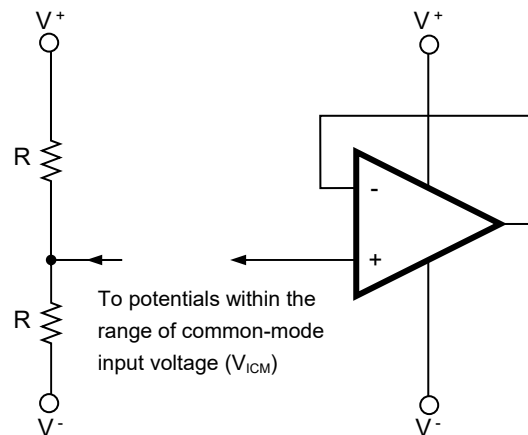 V+
V+
R
-
+
To potentials within the
range of common-mode
input voltage (VICM)
R
V-
V-